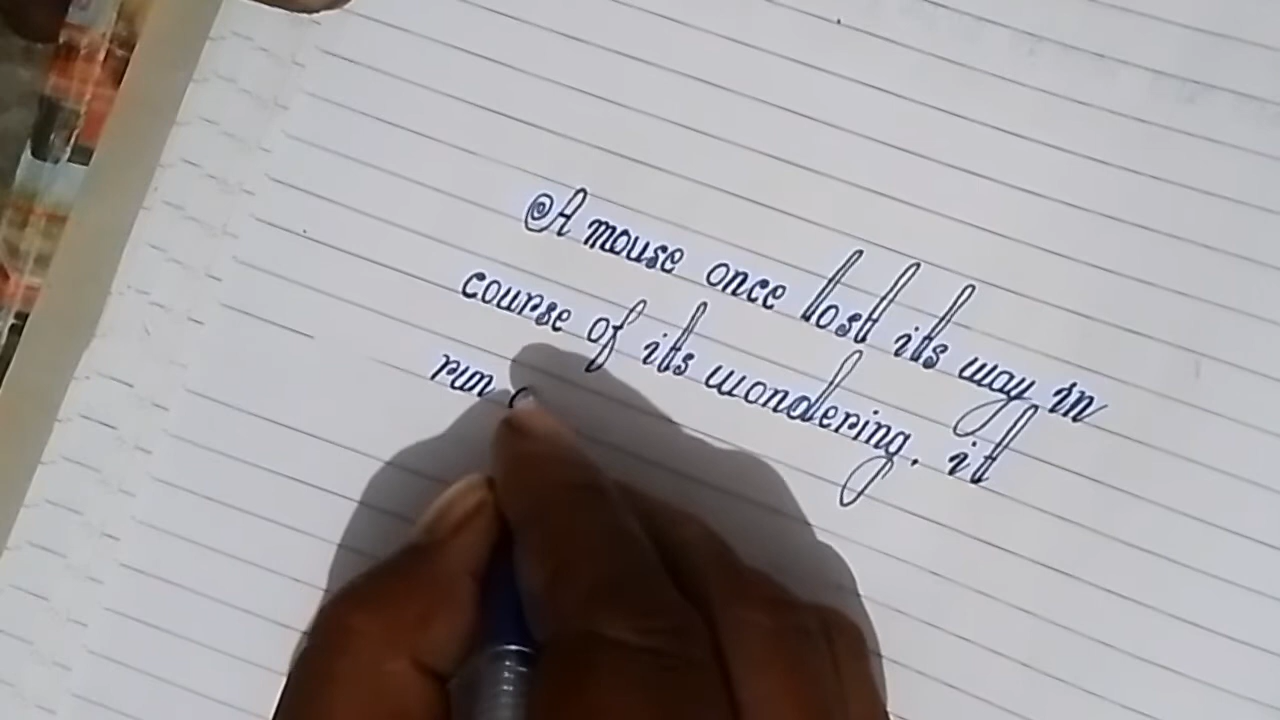 A mouse once lost its way in
course of its wondering, it
run